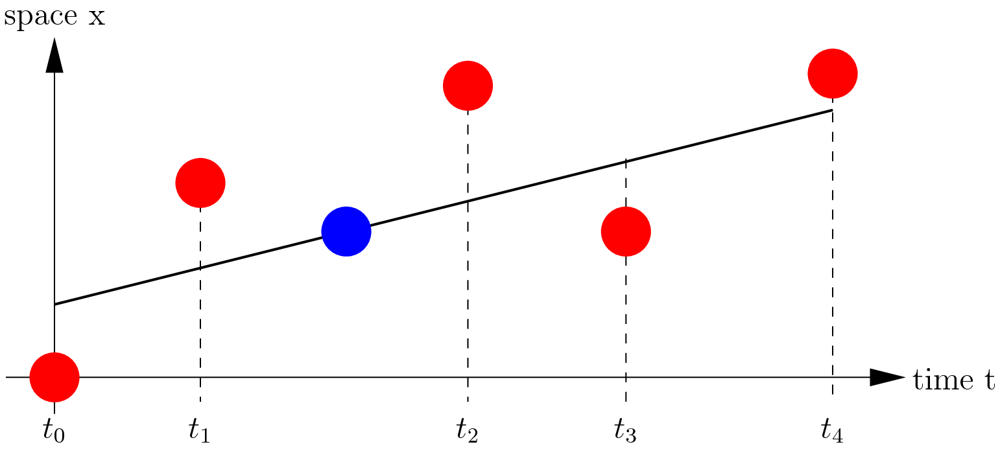 space x
time t
t₀ t₁ t₂ t₃ t₄